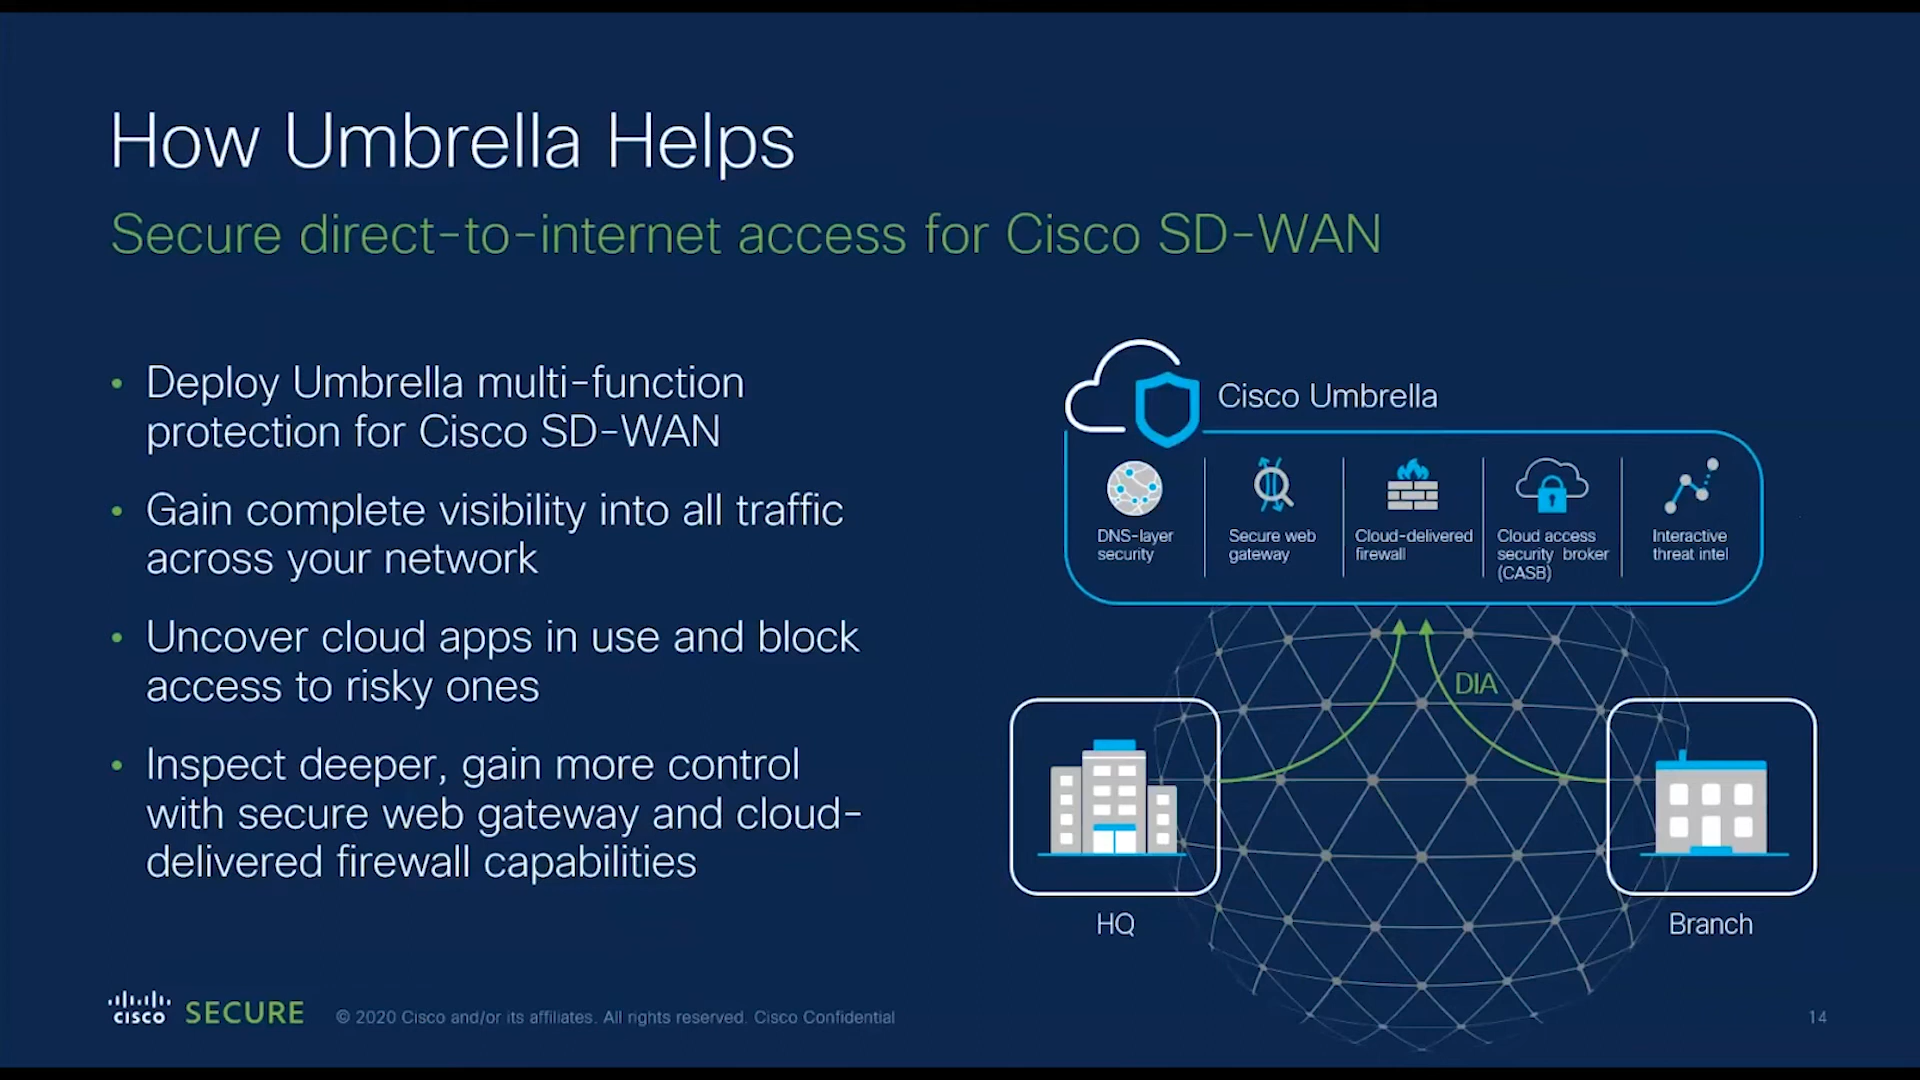 How Umbrella Helps
Secure direct-to-internet access for Cisco SD-WAN
• Deploy Umbrella multi-function
protection for Cisco SD-WAN
• Gain complete visibility into all traffic
across your network
• Uncover cloud apps in use and block
access to risky ones
• Inspect deeper, gain more control
with secure web gateway and cloud-
delivered firewall capabilities
Cisco Umbrella
DNS-layer
security
Secure web
gateway
Cloud-delivered
firewall
Cloud access
security broker
(CASB)
Interactive
threat intel
DIA
HQ
Branch
cisco SECURE © 2020 Cisco and/or its affiliates. All rights reserved. Cisco Confidential
14